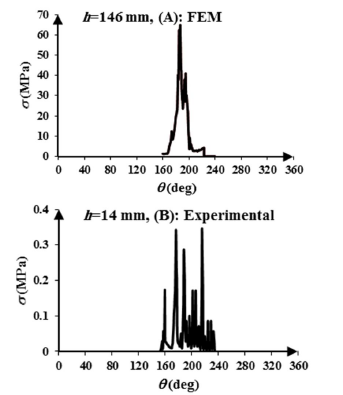 h=146 mm, (A): FEM
70
60
50
40
30
20
10
0
σ(MPa)
0 40 80 120 160 200 240 280 320 360
θ(deg)
h=14 mm, (B): Experimental
0.4
0.3
0.2
0.1
0
σ(MPa)
0 40 80 120 160 200 240 280 320 360
θ(deg)